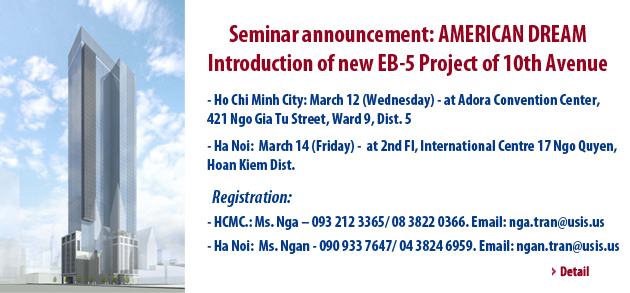 Seminar announcement: AMERICAN DREAM
Introduction of new EB-5 Project of 10th Avenue
- Ho Chi Minh City: March 12 (Wednesday) - at Adora Convention Center,
421 Ngo Gia Tu Street, Ward 9, Dist. 5
- Ha Noi: March 14 (Friday) - at 2nd Fl, International Centre 17 Ngo Quyen,
Hoan Kiem Dist.
Registration:
- HCMC.: Ms. Nga – 093 212 3365/ 08 3822 0366. Email: nga.tran@usis.us
- Ha Noi: Ms. Ngan - 090 933 7647/ 04 3824 6959. Email: ngan.tran@usis.us
> Detail